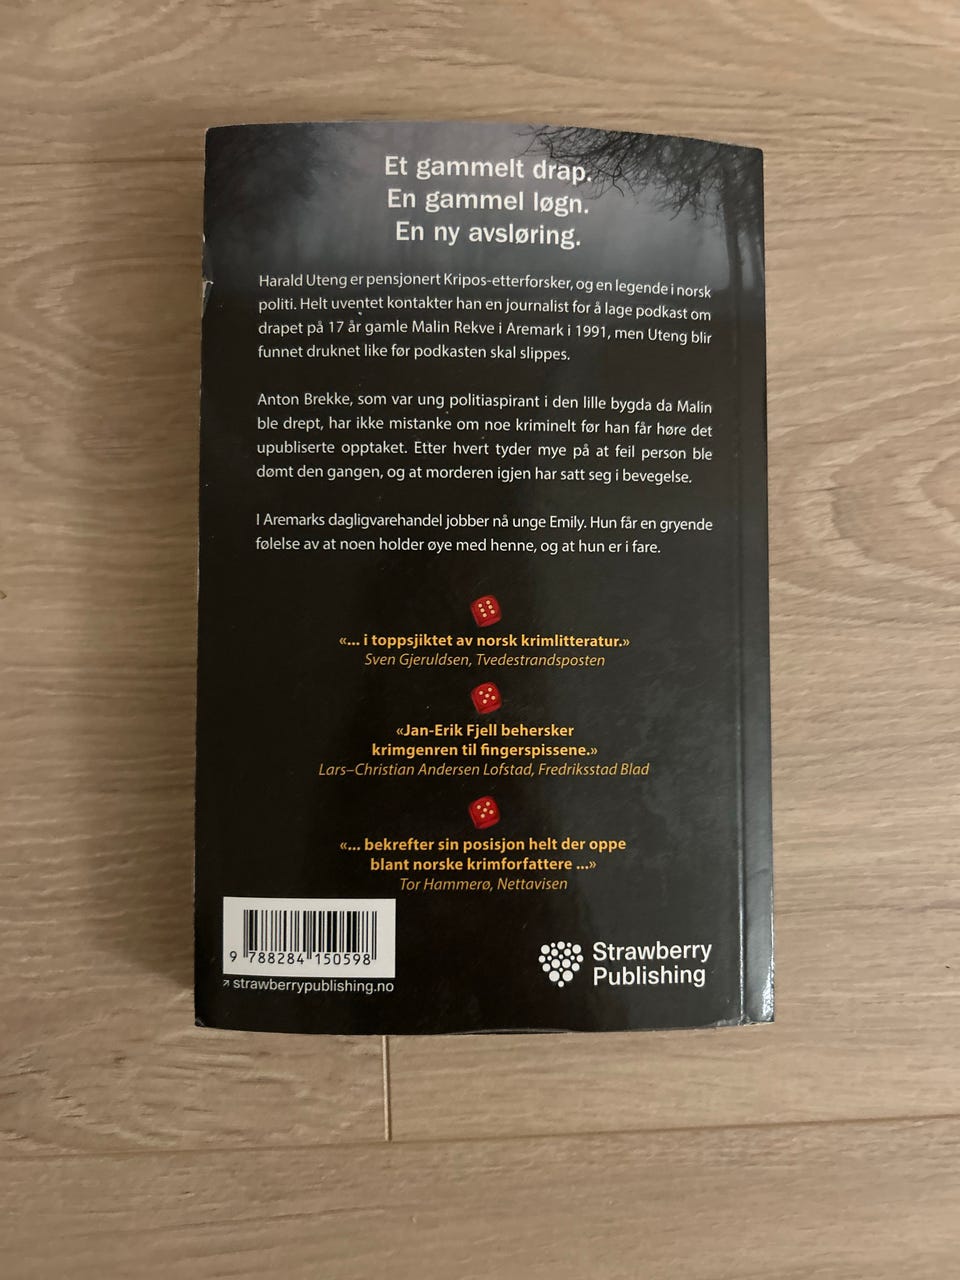 Et gammelt drap.
En gammel løgn.
En ny avsløring.
Harald Uteng er pensjonert Kripos-etterforsker, og en legende i norsk
politi. Helt uventet kontakter han en journalist for å lage podkast om
drapet på 17 år gamle Malin Rekve i Aremark i 1991, men Uteng blir
funnet druknet like før podkasten skal slippes.
Anton Brekke, som var ung politiaspirant i den lille bygda da Malin
ble drept, har ikke mistanke om noe kriminelt før han får høre det
upubliserte opptaket. Etter hvert tyder mye på at feil person ble
dømt den gangen, og at morderen igjen har satt seg i bevegelse.
I Aremarks dagligvarehandel jobber nå unge Emily. Hun får en gryende
følelse av at noen holder øye med henne, og at hun er i fare.
«... i toppsjiktet av norsk krimlitteratur.»
Sven Gjeruldsen, Tvedestrandsposten
«Jan-Erik Fjell behersker
krimgenren til fingerspissene.»
Lars–Christian Andersen Lofstad, Fredriksstad Blad
«... bekrefter sin posisjon helt der oppe
blant norske krimforfattere ...»
Tor Hammerø, Nettavisen
9 788284 150598
strawberrypublishing.no
Strawberry
Publishing